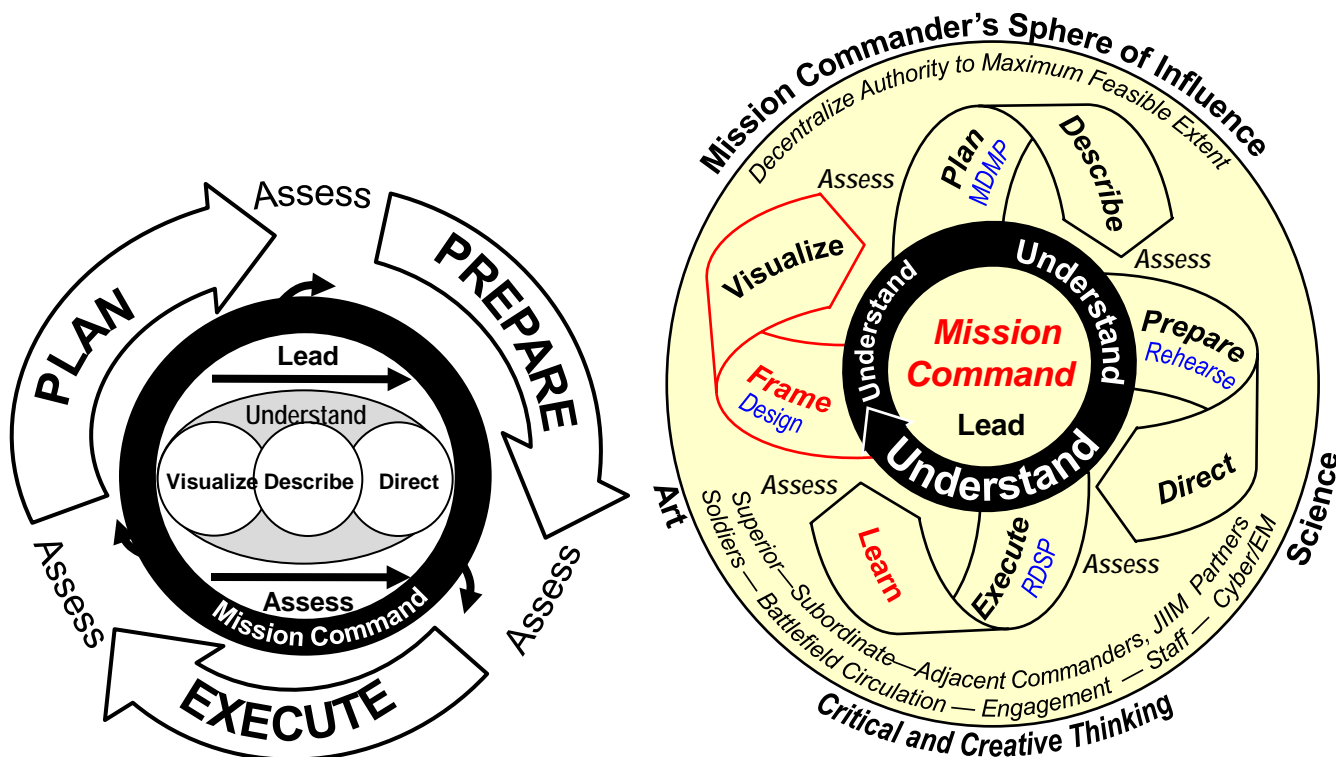 Assess
PLAN
PREPARE
Lead
Understand
Visualize
Describe
Direct
Assess
Mission Command
Assess
Assess
EXECUTE
Mission Commander's Sphere of Influence
Decentralize Authority to Maximum Feasible Extent
Assess
Plan
MDMP
Describe
Assess
Visualize
Understand
Understand
Prepare
Rehearse
Mission
Command
Lead
Frame
Design
Understand
Direct
Assess
Learn
Execute
RDSP
Assess
Art
Science
Superior—Subordinate—Adjacent Commanders, JIIM Partners
Soldiers — Battlefield Circulation — Engagement — Staff — Cyber/EM
Critical and Creative Thinking